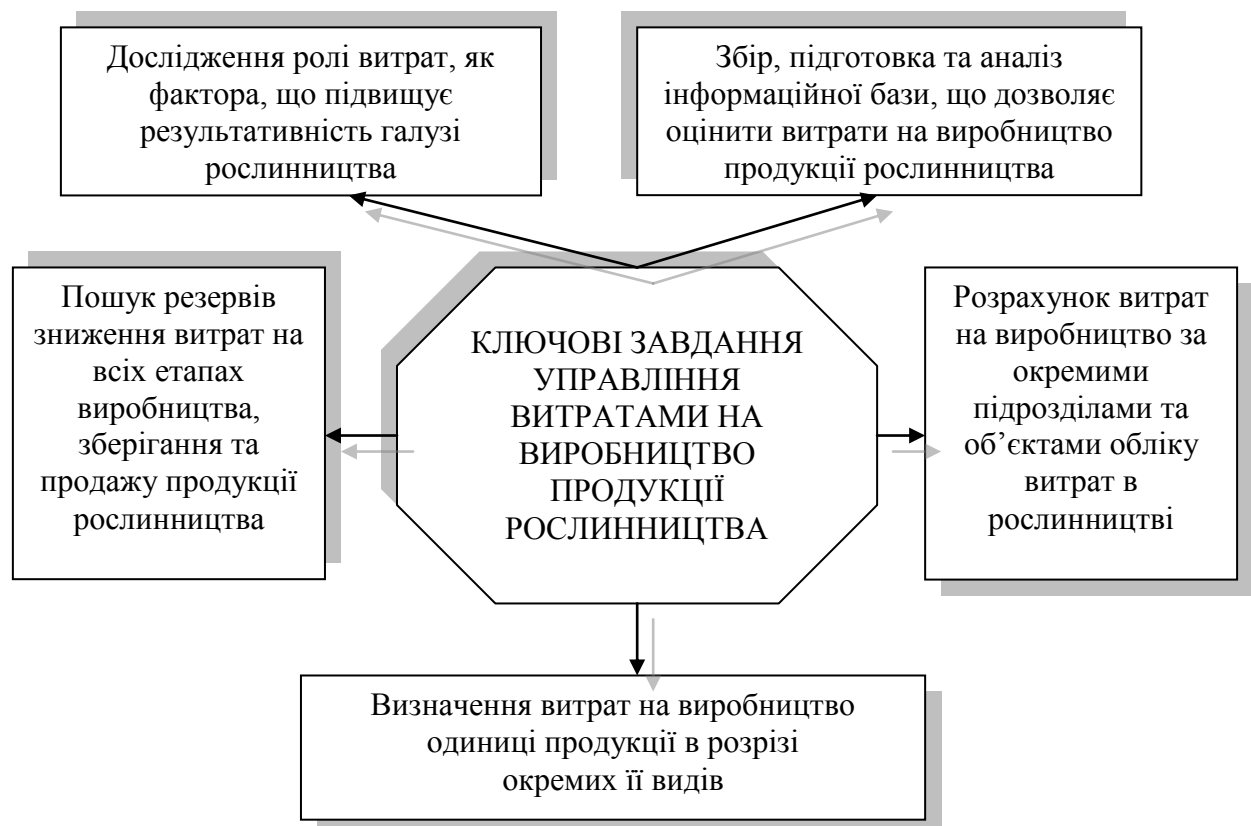 Дослідження ролі витрат, як
фактора, що підвищує
результативність галузі
рослинництва
Збір, підготовка та аналіз
інформаційної бази, що дозволяє
оцінити витрати на виробництво
продукції рослинництва
Пошук резервів
зниження витрат на
всіх етапах
виробництва,
зберігання та
продажу продукції
рослинництва
КЛЮЧОВІ ЗАВДАННЯ
УПРАВЛІННЯ
ВИТРАТАМИ НА
ВИРОБНИЦТВО
ПРОДУКЦІЇ
РОСЛИННИЦТВА
Розрахунок витрат
на виробництво за
окремими
підрозділами та
об’єктами обліку
витрат в
рослинництві
Визначення витрат на виробництво
одиниці продукції в розрізі
окремих її видів